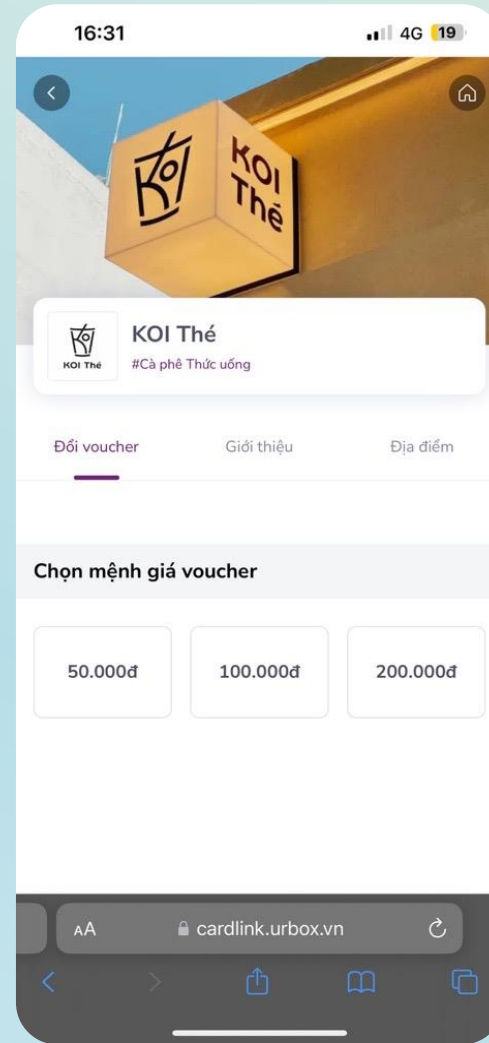 16:31
4G 19
KOI
Thé
KOI Thé
KOI Thé
#Cà phê Thức uống
Đổi voucher
Giới thiệu
Địa điểm
Chọn mệnh giá voucher
50.000đ
100.000đ
200.000đ
AA
cardlink.urbox.vn